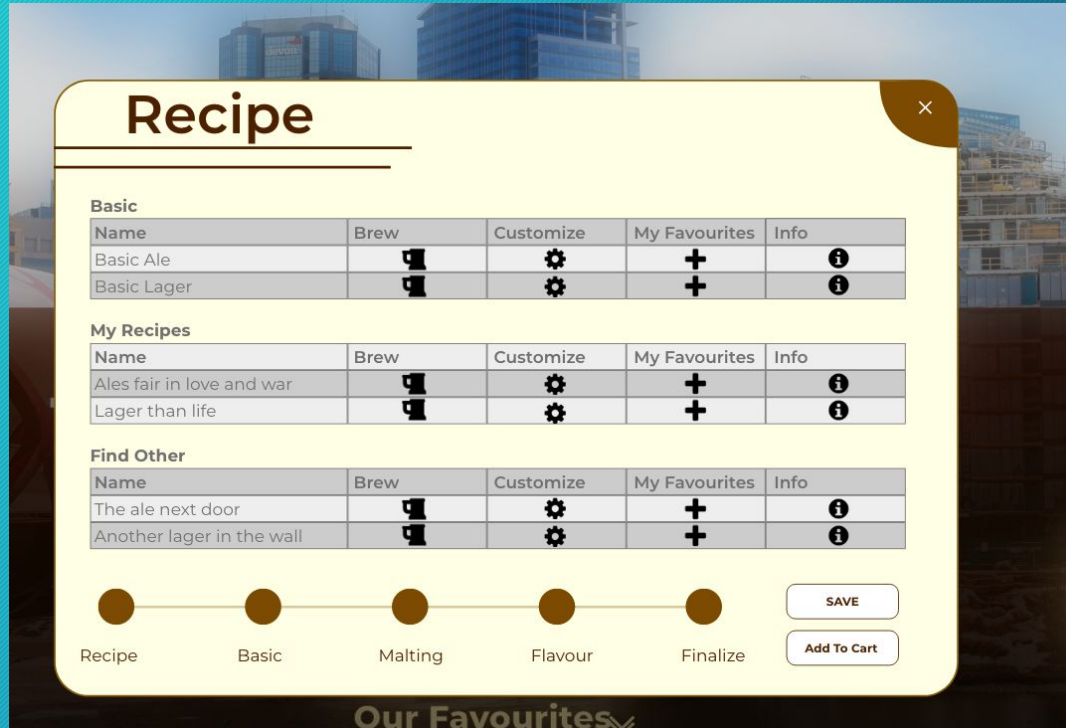 devon
Recipe
Basic
Name Brew Customize My Favourites Info
Basic Ale
Basic Lager
My Recipes
Name Brew Customize My Favourites Info
Ales fair in love and war
Lager than life
Find Other
Name Brew Customize My Favourites Info
The ale next door
Another lager in the wall
SAVE
Recipe Basic Malting Flavour Finalize
Add To Cart
Our Favourites